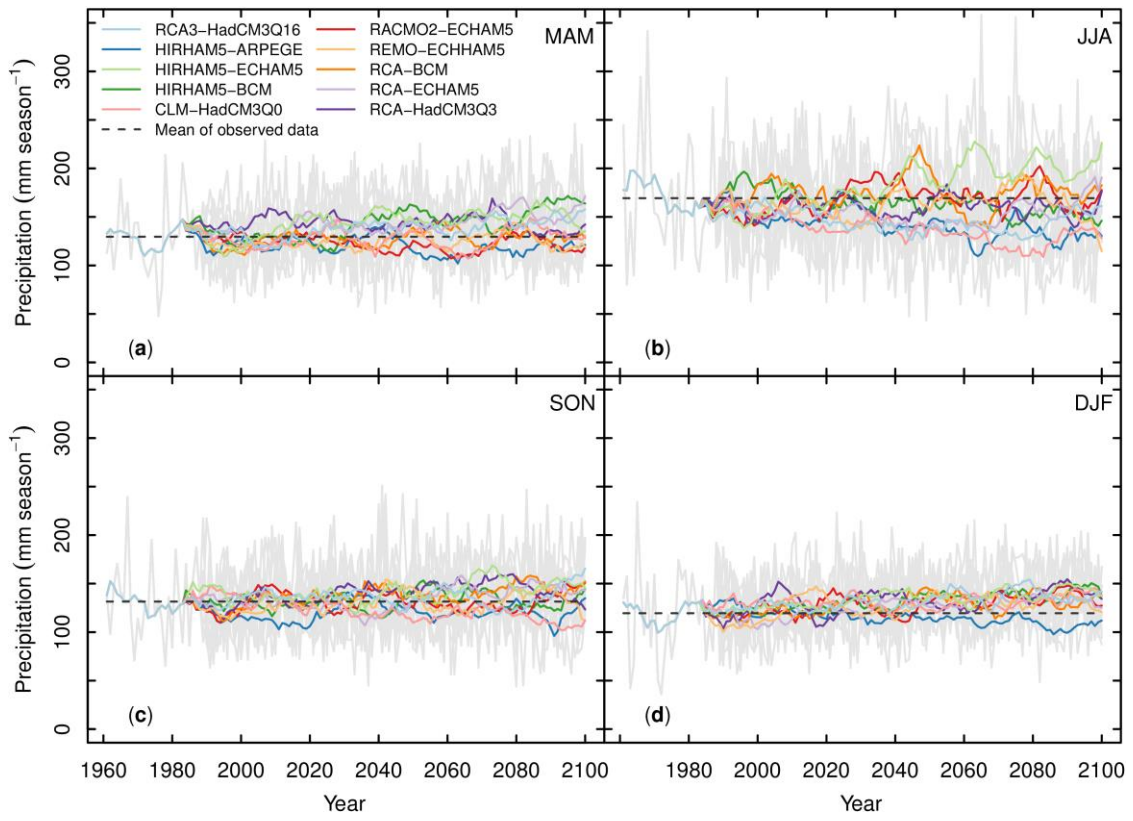 RCA3−HadCM3Q16 RACMO2−ECHAM5 MAM JJA
HIRHAM5−ARPEGE REMO−ECHHAM5
HIRHAM5−ECHAM5 RCA−BCM
HIRHAM5−BCM RCA−ECHAM5
CLM−HadCM3Q0 RCA−HadCM3Q3
Mean of observed data
Precipitation (mm season⁻¹)
300
200
100
0
(a) (b)
SON DJF
Precipitation (mm season⁻¹)
300
200
100
0
(c) (d)
1960 1980 2000 2020 2040 2060 2080 2100 1980 2000 2020 2040 2060 2080 2100
Year Year